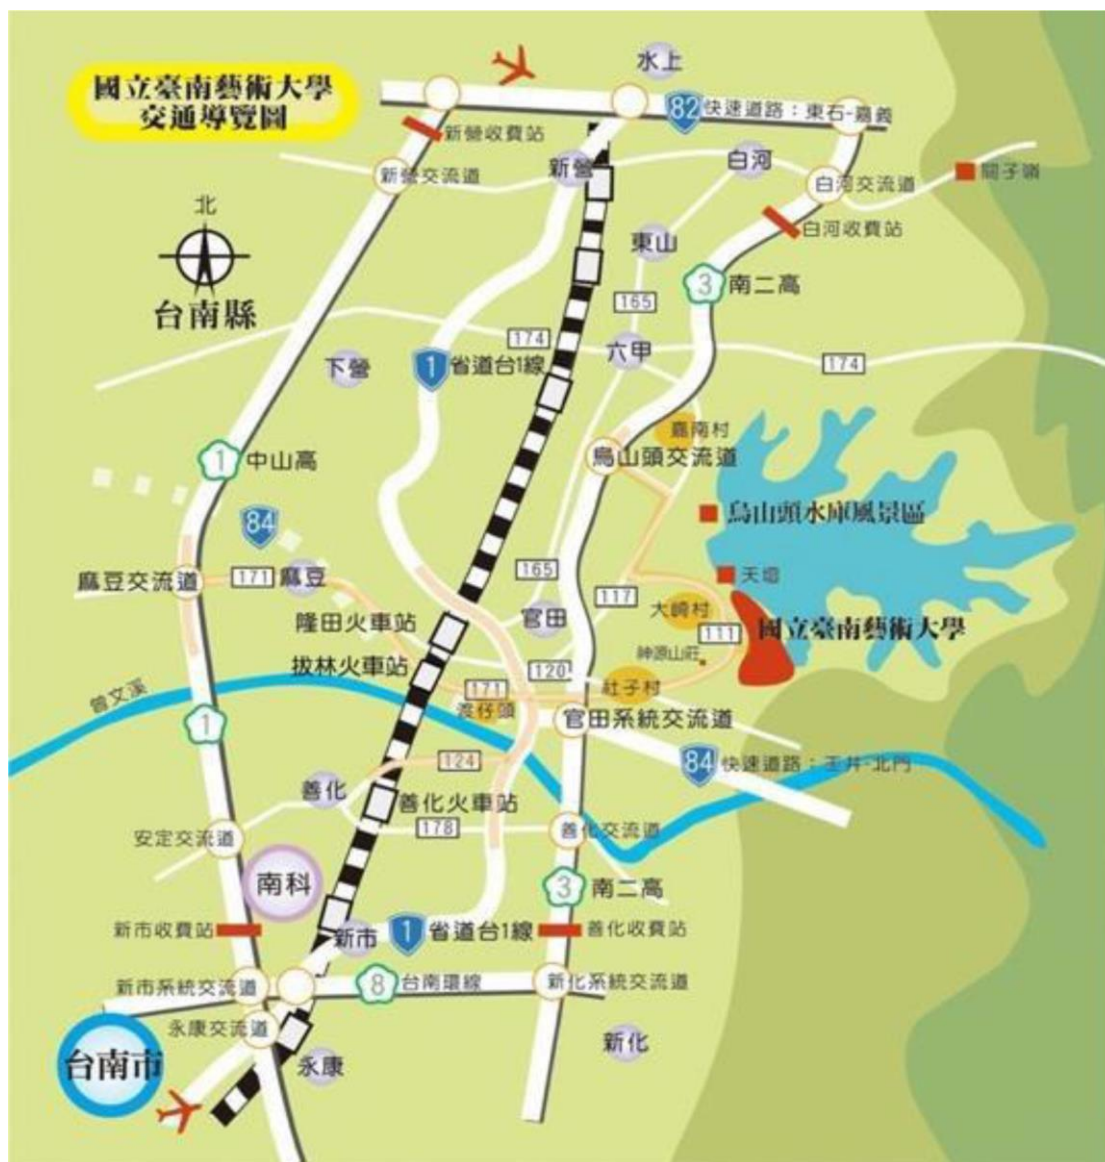 國立臺南藝術大學
交通導覽圖
水上
82
快速道路：東石-嘉義
新營收費站
新營
白河
新營交流道
白河交流道
關子嶺
北
白河收費站
東山
台南縣
3
南二高
165
174
六甲
下營
1
省道台1線
174
嘉南村
1
中山高
烏山頭交流道
84
烏山頭水庫風景區
麻豆交流道
171
麻豆
165
117
天壇
大崎村
官田
隆田火車站
111
國立臺南藝術大學
拔林火車站
120
神源山莊
曾文溪
171
社子村
渡仔頭
1
官田系統交流道
124
84
快速道路：玉井-北門
善化
善化火車站
安定交流道
178
善化交流道
南科
3
南二高
新市收費站
新市
1
省道台1線
善化收費站
新市系統交流道
8
台南環線
新化系統交流道
永康交流道
台南市
永康
新化